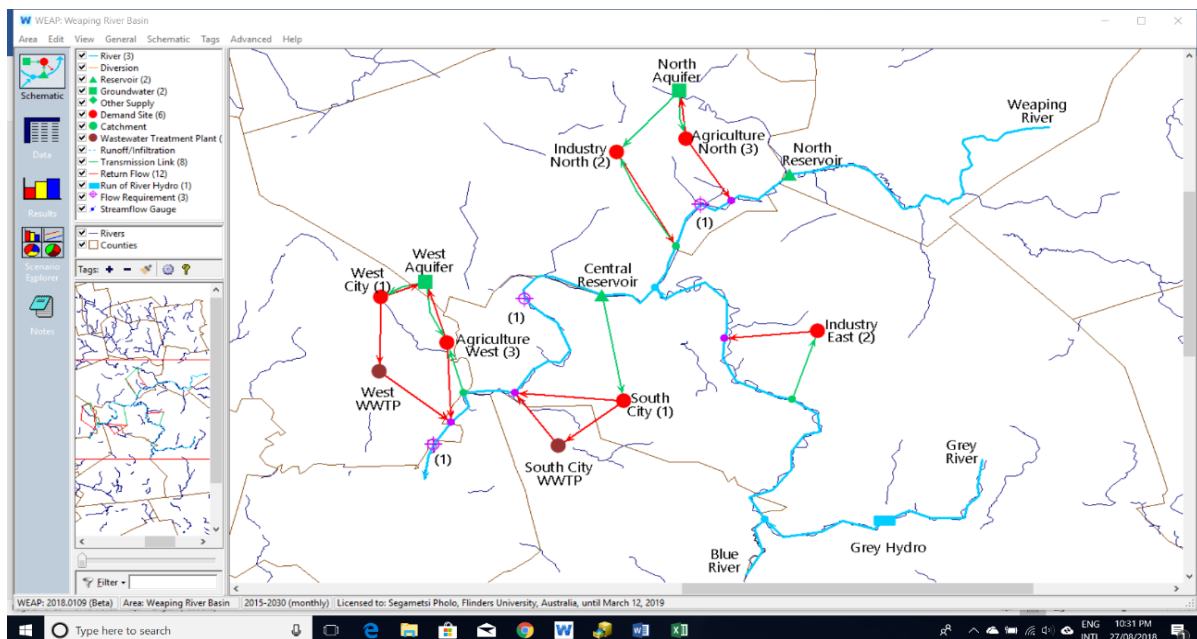 WEAP: Weaping River Basin
Area Edit View General Schematic Tags Advanced Help
Schematic
Data
Results
Scenario
Explorer
Notes
River (3)
Diversion
Reservoir (2)
Groundwater (2)
Other Supply
Demand Site (6)
Catchment
Wastewater Treatment Plant (
Runoff/Infiltration
Transmission Link (8)
Return Flow (12)
Run of River Hydro (1)
Flow Requirement (3)
Streamflow Gauge
Rivers
Counties
Tags:
Filter
North
Aquifer
Weaping
River
Agriculture
North (3)
Industry
North (2)
North
Reservoir
(1)
West
Aquifer
West
City (1)
Central
Reservoir
(1)
Industry
East (2)
Agriculture
West (3)
West
WWTP
South
City (1)
(1)
South City
WWTP
Grey
River
Grey Hydro
Blue
River
WEAP: 2018.0109 (Beta) Area: Weaping River Basin 2015-2030 (monthly) Licensed to: Segametsi Pholo, Flinders University, Australia, until March 12, 2019
Type here to search
ENG
INTL
10:31 PM
27/08/2018